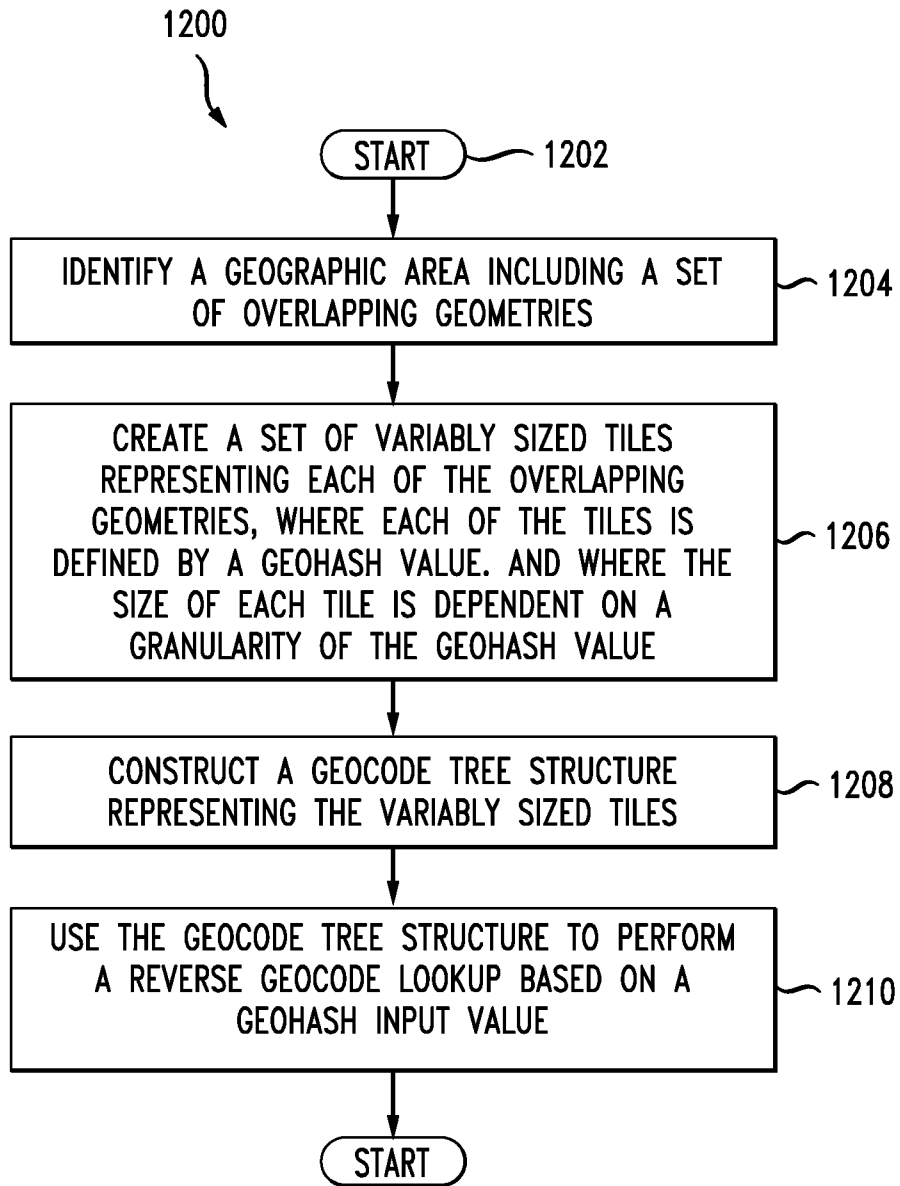 1200
START
1202
IDENTIFY A GEOGRAPHIC AREA INCLUDING A SET
OF OVERLAPPING GEOMETRIES
1204
CREATE A SET OF VARIABLY SIZED TILES
REPRESENTING EACH OF THE OVERLAPPING
GEOMETRIES, WHERE EACH OF THE TILES IS
DEFINED BY A GEOHASH VALUE. AND WHERE THE
SIZE OF EACH TILE IS DEPENDENT ON A
GRANULARITY OF THE GEOHASH VALUE
1206
CONSTRUCT A GEOCODE TREE STRUCTURE
REPRESENTING THE VARIABLY SIZED TILES
1208
USE THE GEOCODE TREE STRUCTURE TO PERFORM
A REVERSE GEOCODE LOOKUP BASED ON A
GEOHASH INPUT VALUE
1210
START